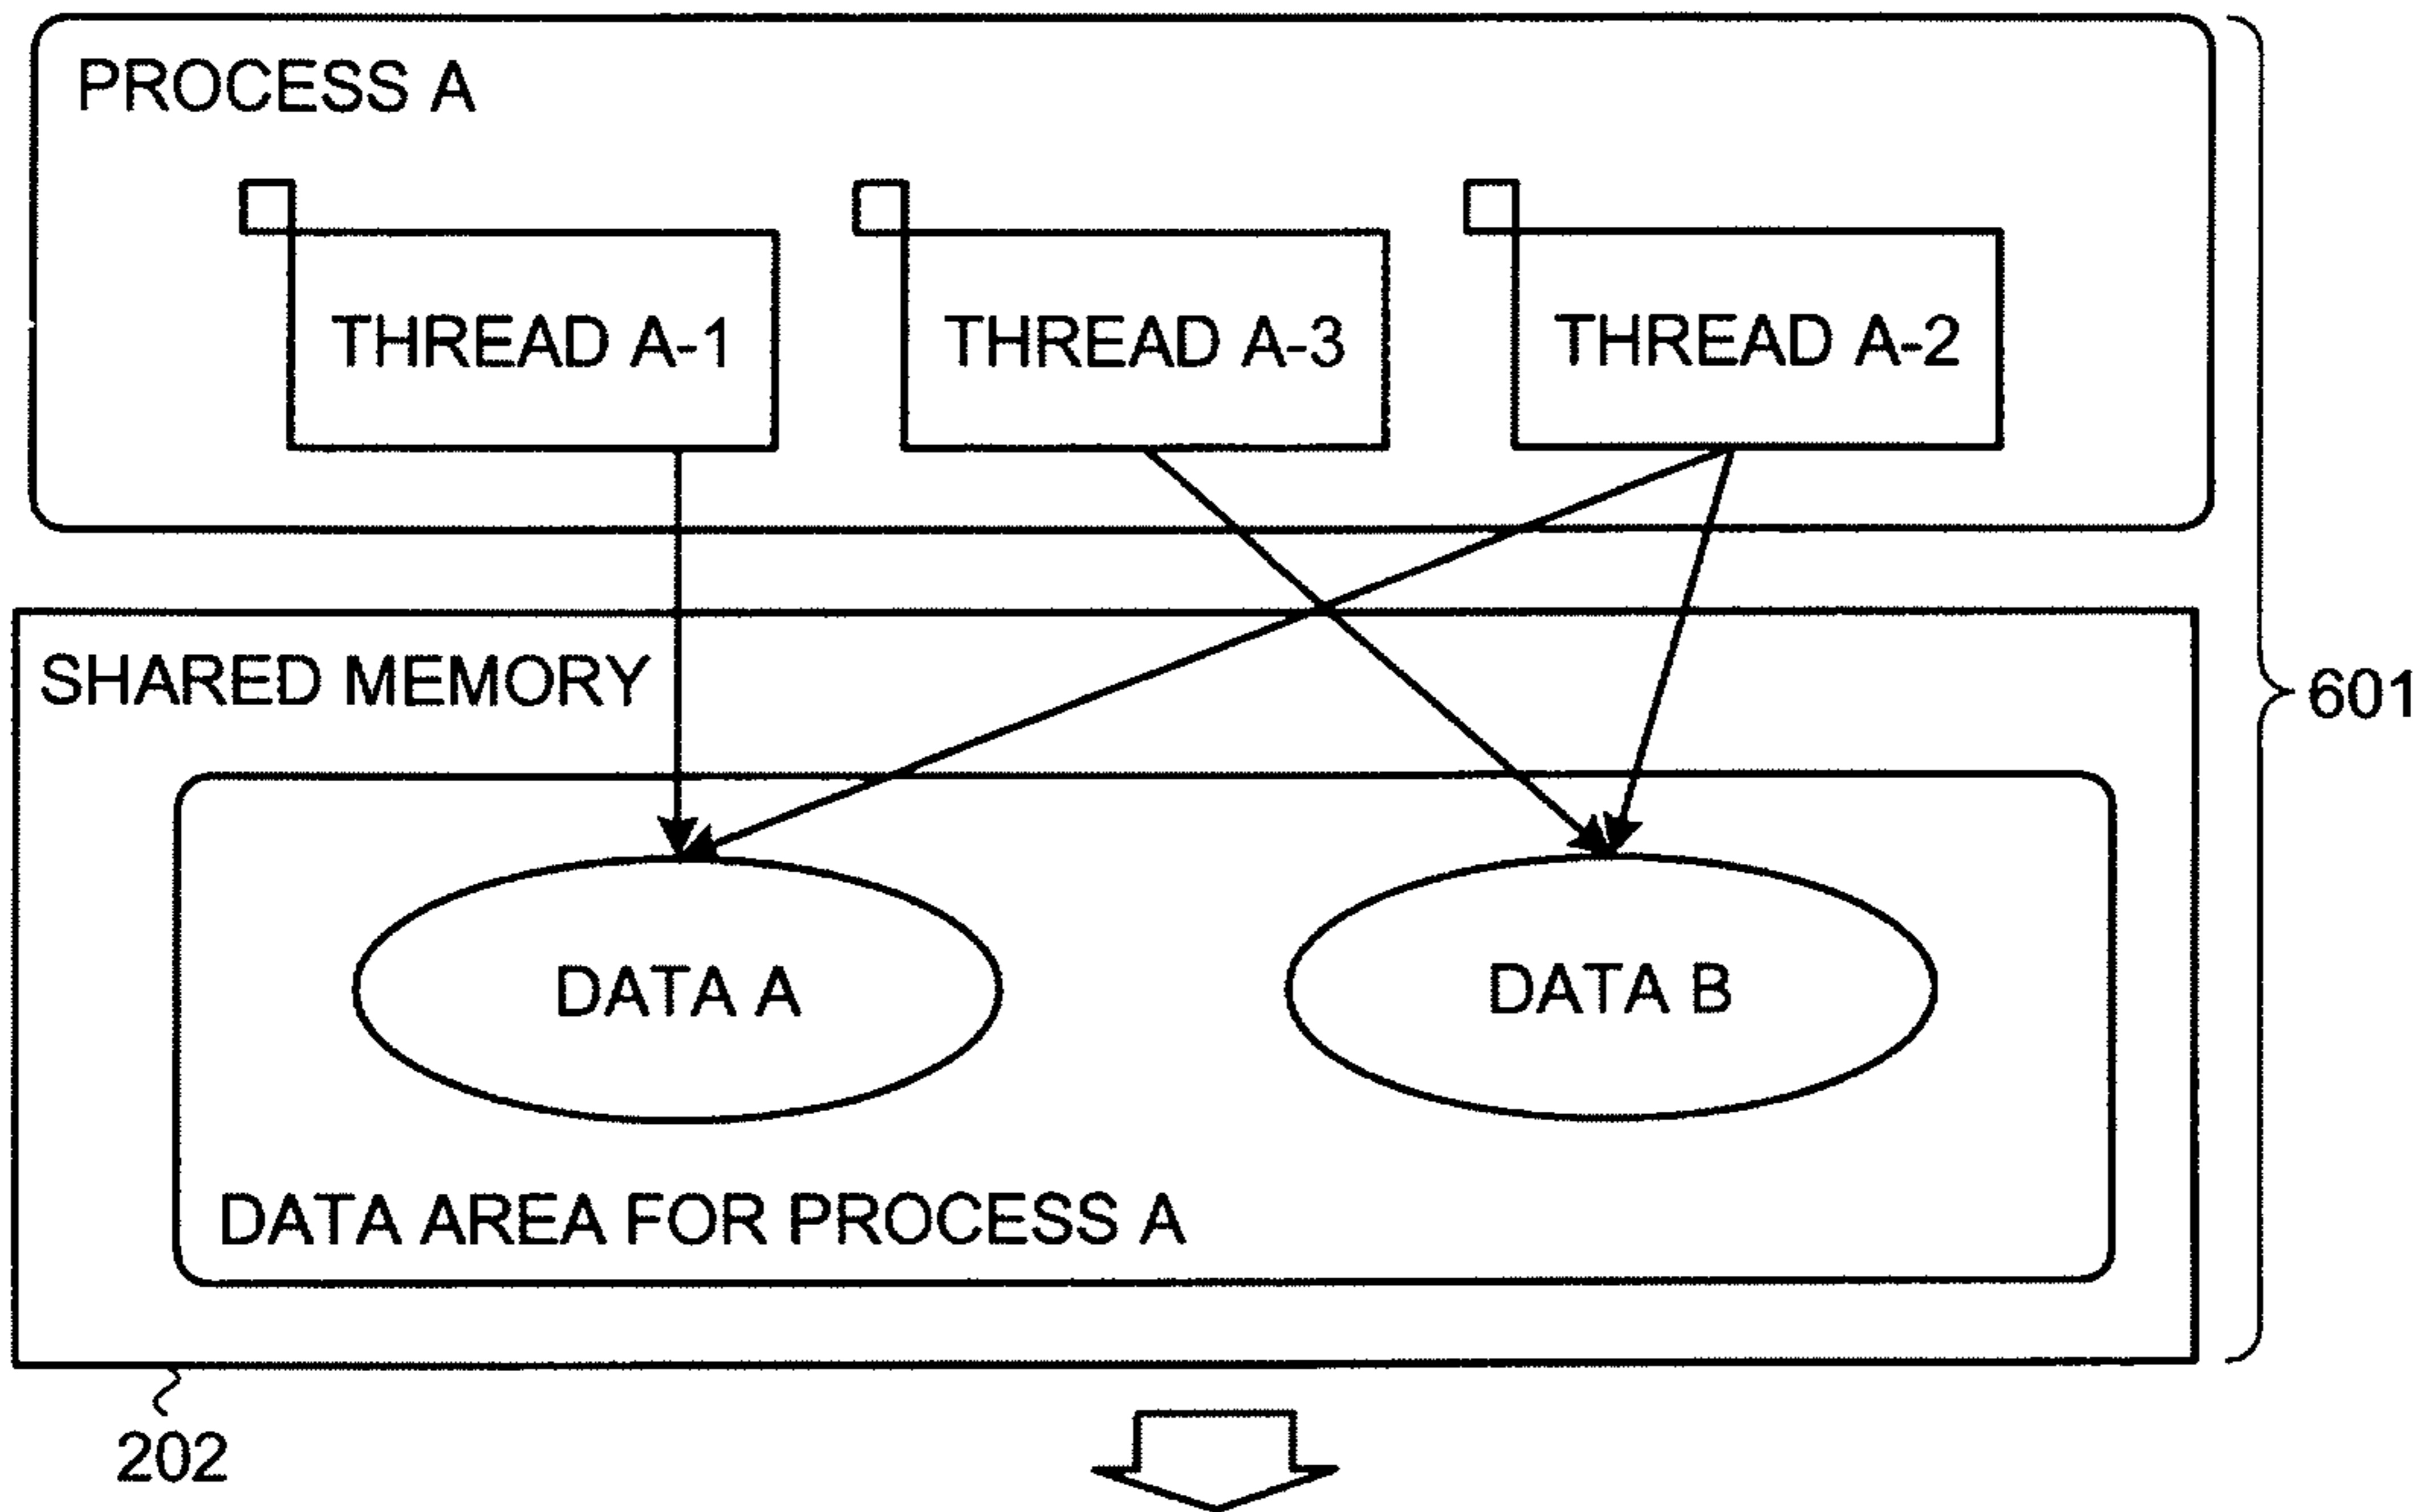 PROCESS A
THREAD A-1
THREAD A-3
THREAD A-2
SHARED MEMORY
601
DATA A
DATA B
DATA AREA FOR PROCESS A
202